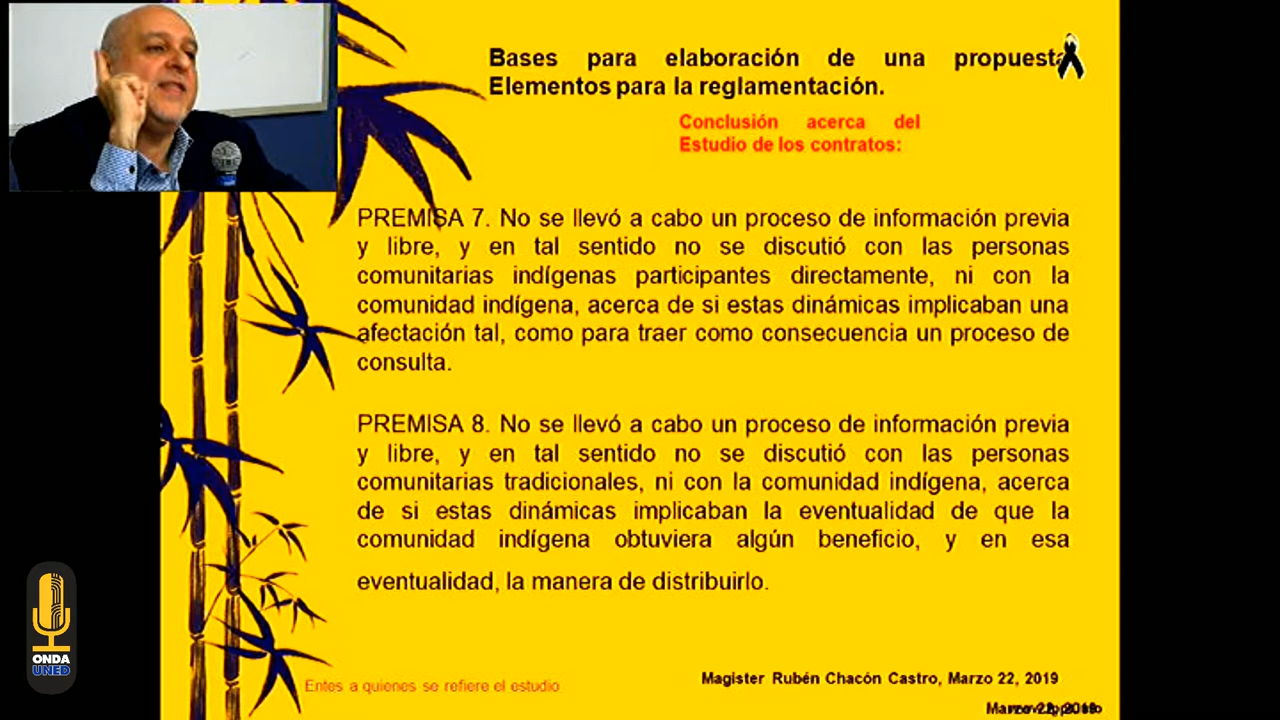 Bases para elaboración de una propuesta
Elementos para la reglamentación.
Conclusión acerca del
Estudio de los contratos:
PREMISA 7. No se llevó a cabo un proceso de información previa
y libre, y en tal sentido no se discutió con las personas
comunitarias indígenas participantes directamente, ni con la
comunidad indígena, acerca de si estas dinámicas implicaban una
afectación tal, como para traer como consecuencia un proceso de
consulta.
PREMISA 8. No se llevó a cabo un proceso de información previa
y libre, y en tal sentido no se discutió con las personas
comunitarias tradicionales, ni con la comunidad indígena, acerca
de si estas dinámicas implicaban la eventualidad de que la
comunidad indígena obtuviera algún beneficio, y en esa
eventualidad, la manera de distribuirlo.
ONDA
UNED
Entes a quienes se refiere el estudio
Magister Rubén Chacón Castro, Marzo 22, 2019